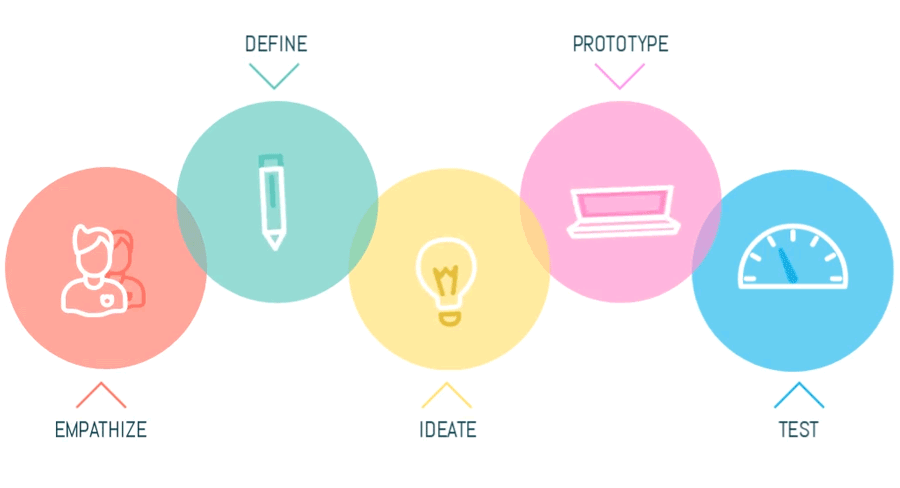 DEFINE
PROTOTYPE
EMPATHIZE
IDEATE
TEST